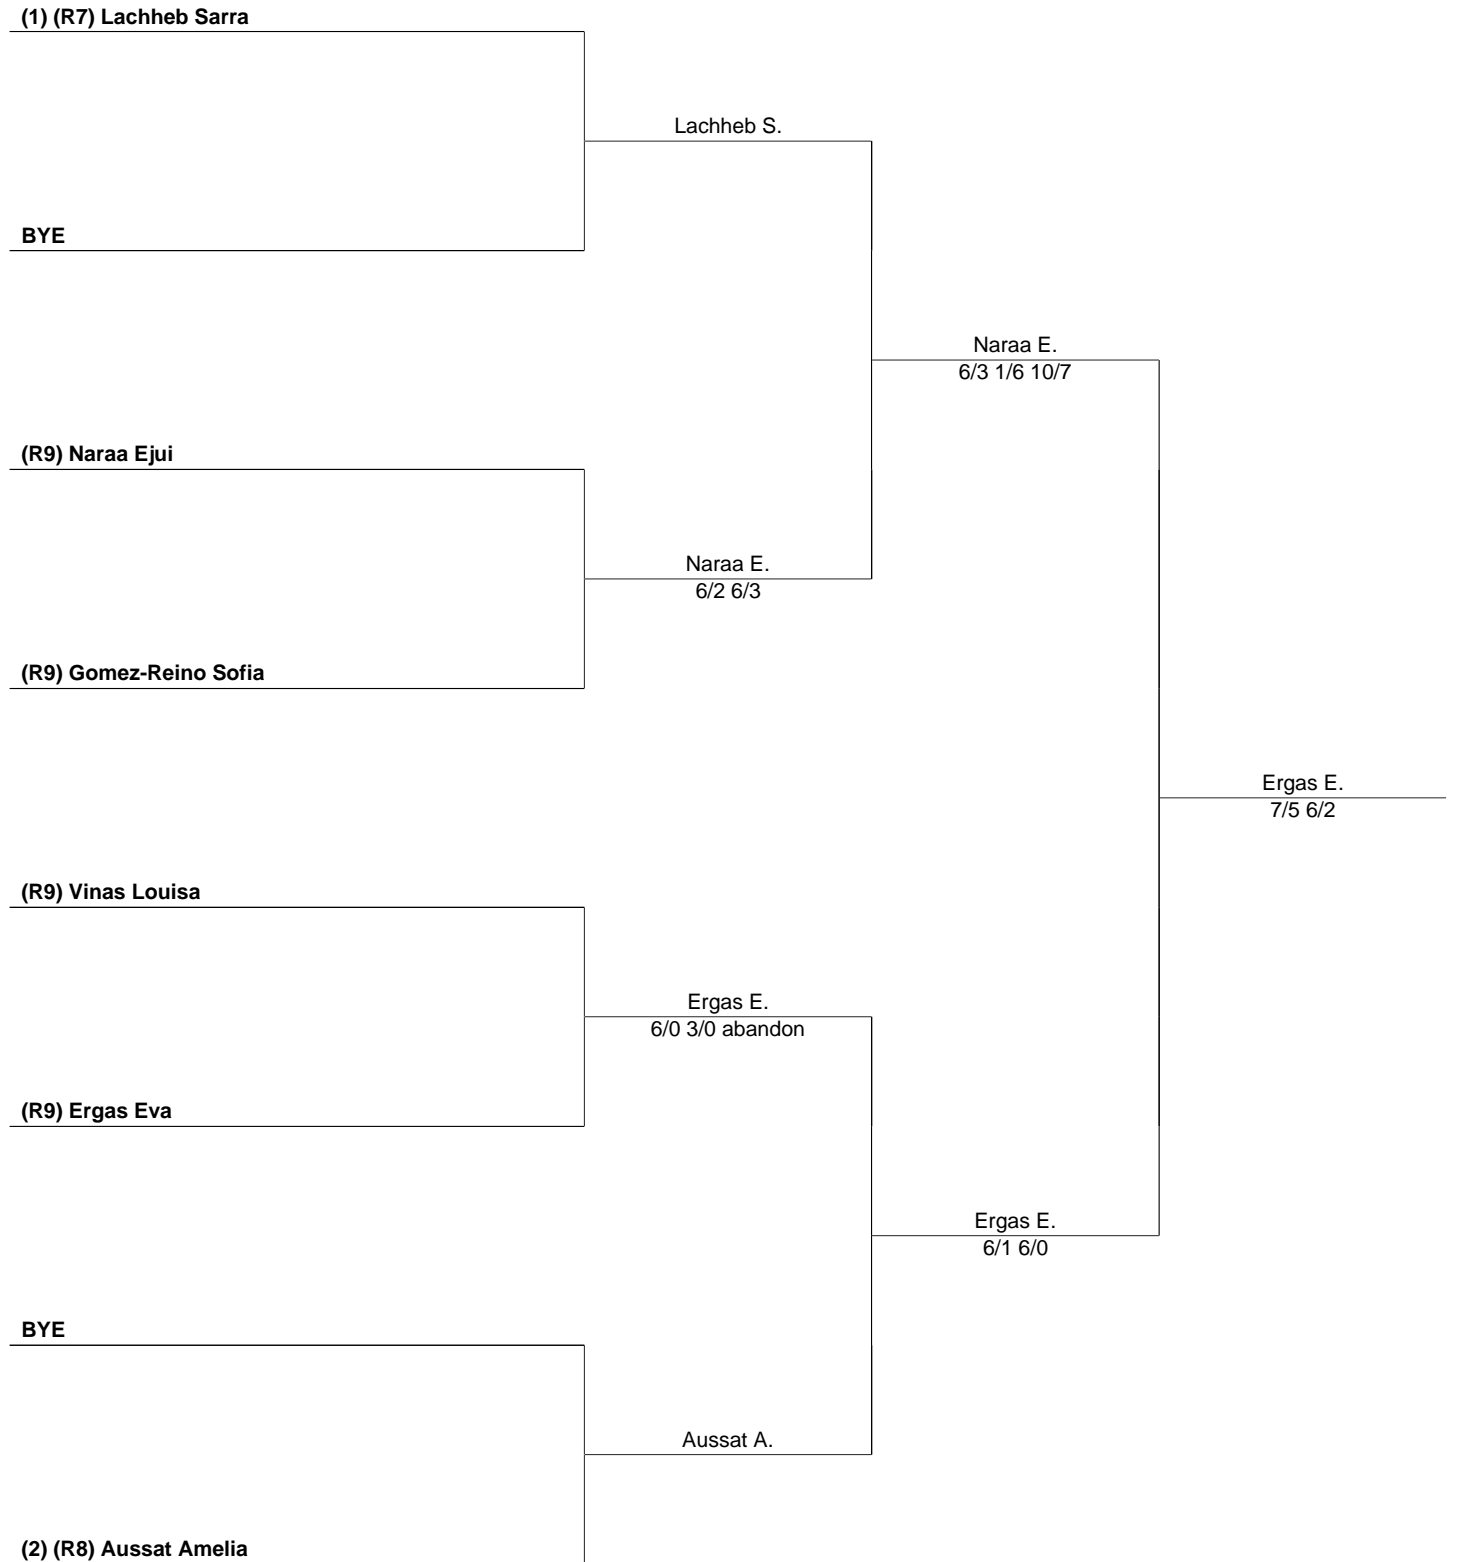 (1) (R7) Lachheb Sarra
Lachheb S.
BYE
Naraa E.
6/3 1/6 10/7
(R9) Naraa Ejui
Naraa E.
6/2 6/3
(R9) Gomez-Reino Sofia
Ergas E.
7/5 6/2
(R9) Vinas Louisa
Ergas E.
6/0 3/0 abandon
(R9) Ergas Eva
Ergas E.
6/1 6/0
BYE
Aussat A.
(2) (R8) Aussat Amelia